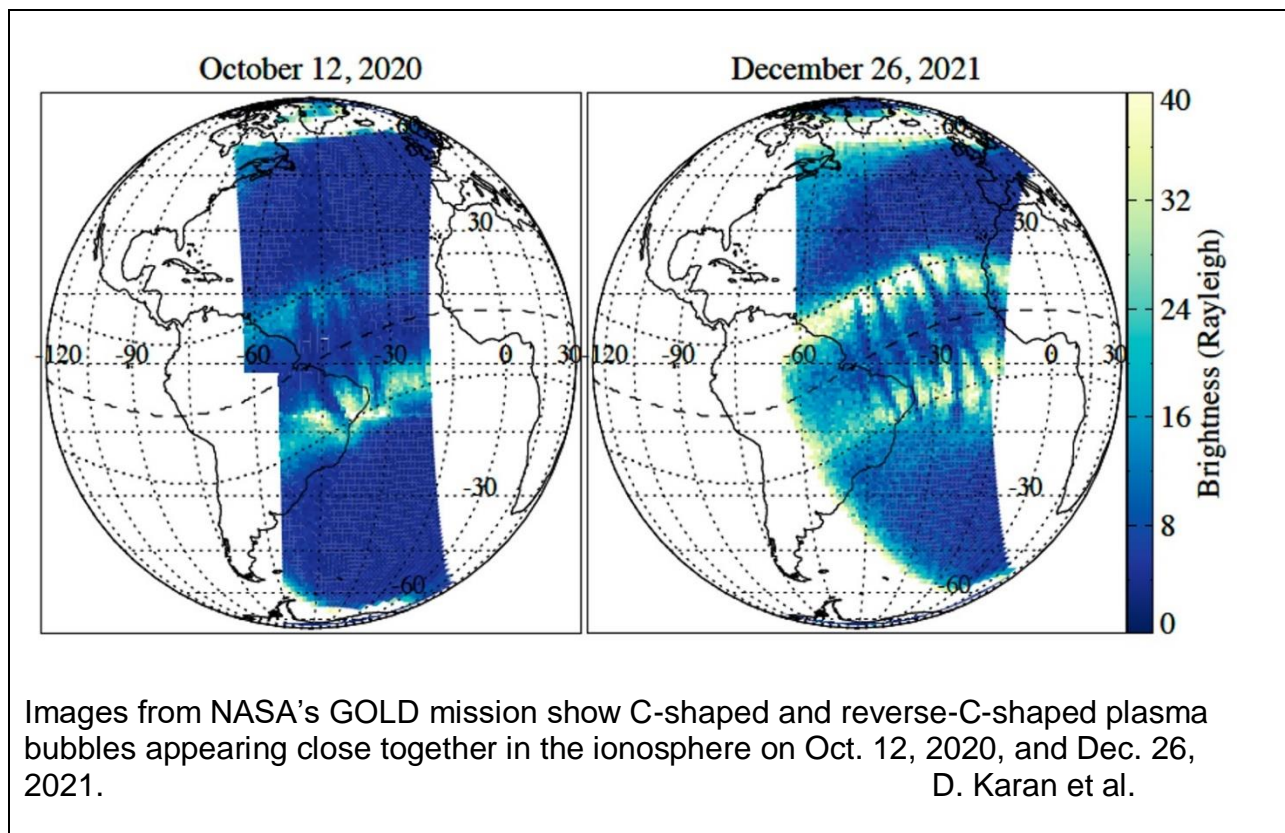 October 12, 2020
December 26, 2021
60
30
-120 -90 -60 -30 0 30
-30
-60
60
30
-120 -90 -60 -30 0 30
-30
-60
40
32
24
16
8
0
Brightness (Rayleigh)
Images from NASA’s GOLD mission show C-shaped and reverse-C-shaped plasma
bubbles appearing close together in the ionosphere on Oct. 12, 2020, and Dec. 26,
2021. D. Karan et al.